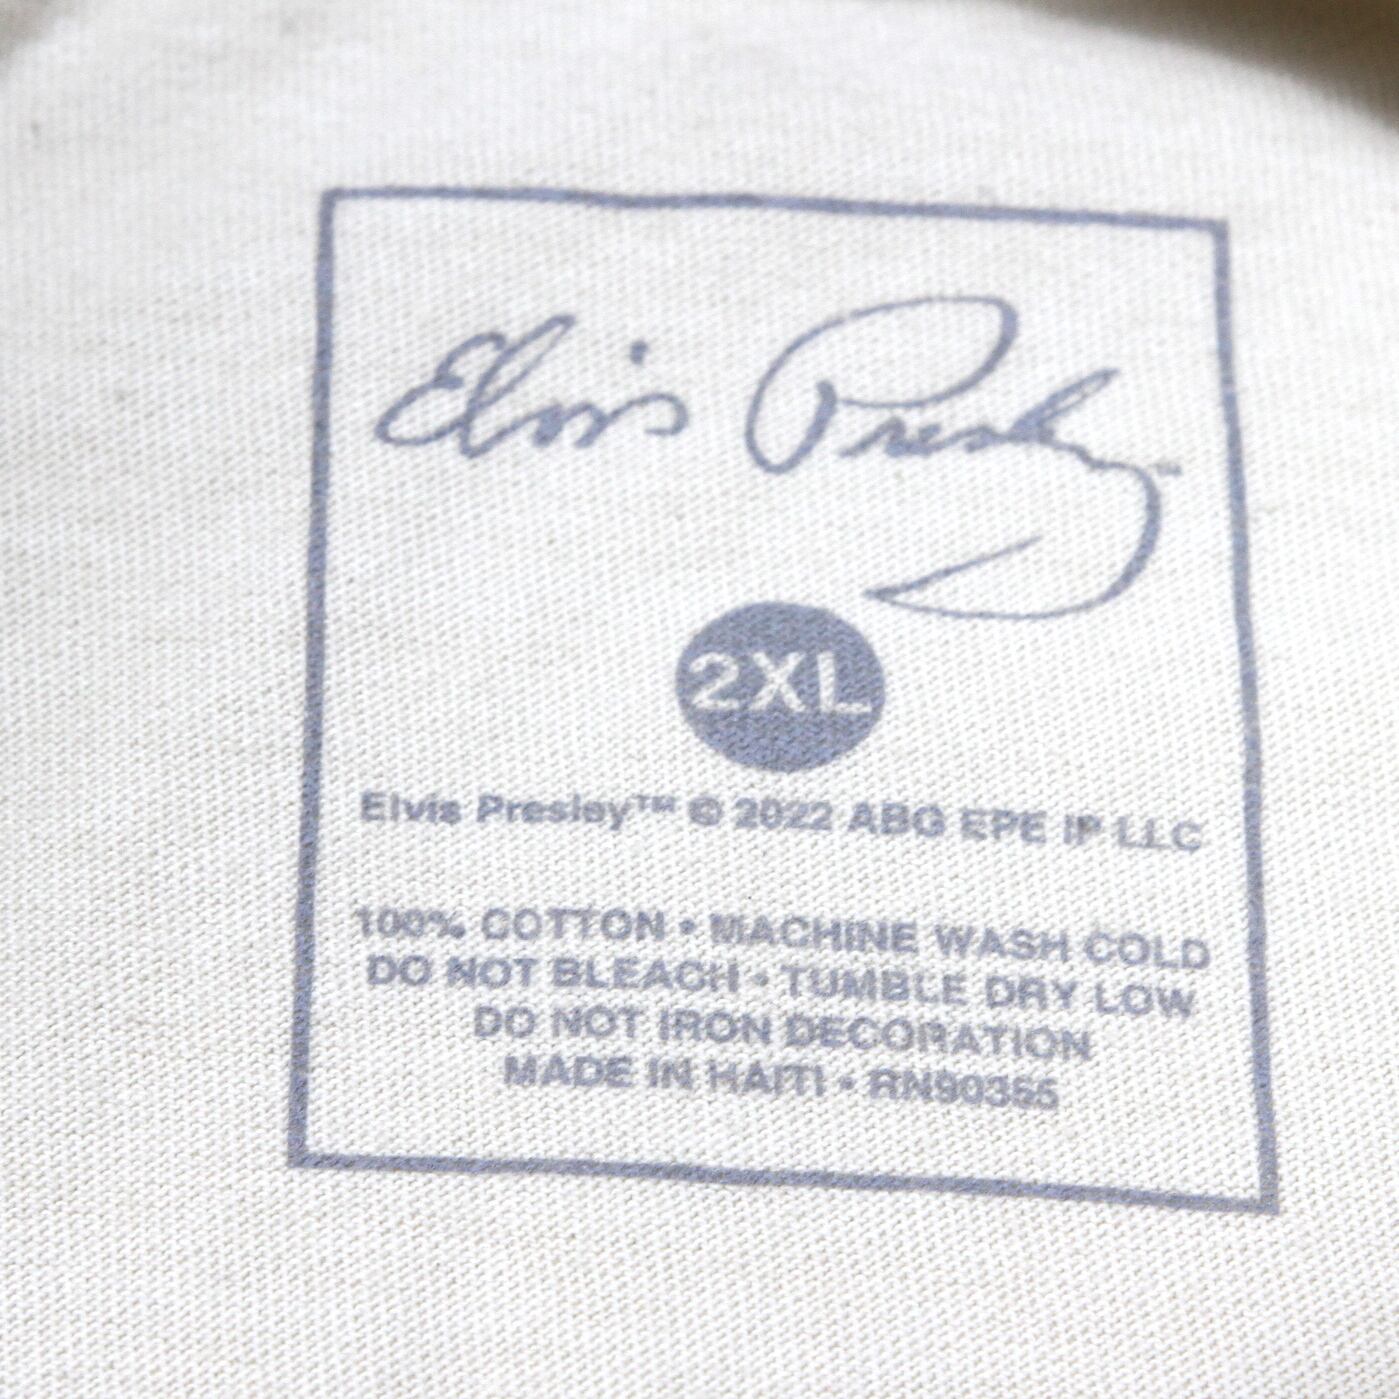 Elvis Presley™
2XL
Elvis Presley™ © 2022 ABG EPE IP LLC
100% COTTON • MACHINE WASH COLD
DO NOT BLEACH • TUMBLE DRY LOW
DO NOT IRON DECORATION
MADE IN HAITI • RN90365